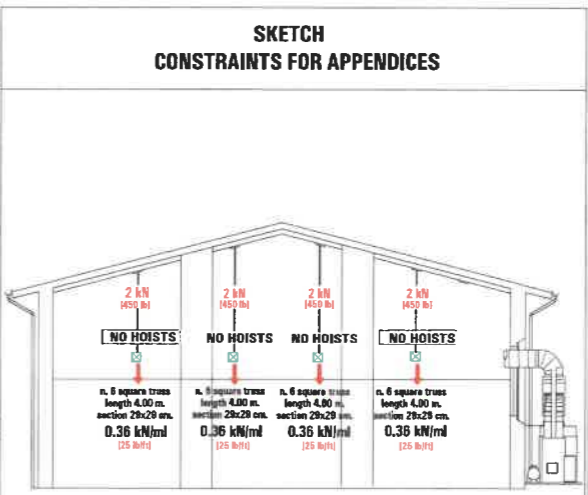 SKETCH
CONSTRAINTS FOR APPENDICES
2 kN
[450 lb]
2 kN
[450 lb]
2 kN
[450 lb]
2 kN
[450 lb]
NO HOISTS
NO HOISTS
NO HOISTS
NO HOISTS
n. 6 square truss
length 4.00 m.
section 29x29 cm.
0.36 kN/ml
[25 lb/ft]
n. 6 square truss
length 4.00 m.
section 29x29 cm.
0.36 kN/ml
[25 lb/ft]
n. 6 square truss
length 4.00 m.
section 29x29 cm.
0.36 kN/ml
[25 lb/ft]
n. 6 square truss
length 4.00 m.
section 29x29 cm.
0.36 kN/ml
[25 lb/ft]